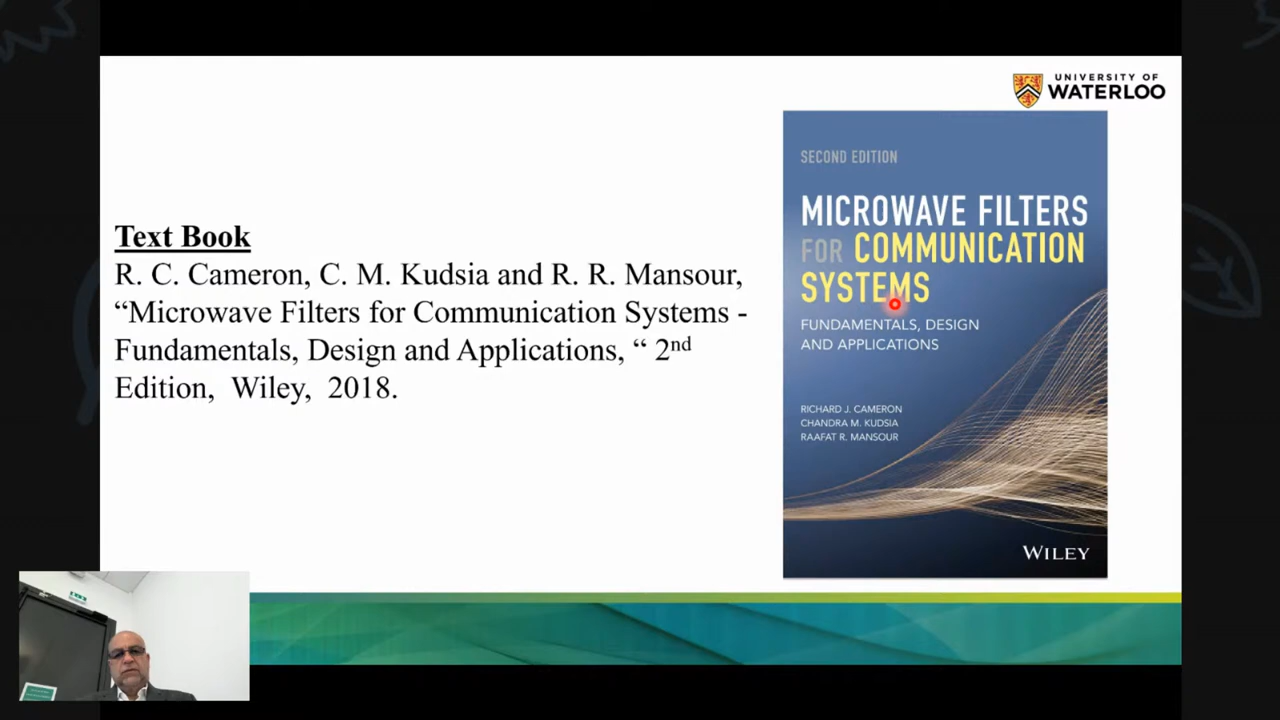 UNIVERSITY OF
WATERLOO
Text Book
R. C. Cameron, C. M. Kudsia and R. R. Mansour,
“Microwave Filters for Communication Systems -
Fundamentals, Design and Applications, “ 2nd
Edition, Wiley, 2018.
SECOND EDITION
MICROWAVE FILTERS
FOR COMMUNICATION
SYSTEMS
FUNDAMENTALS, DESIGN
AND APPLICATIONS
RICHARD J. CAMERON
CHANDRA M. KUDSIA
RAAFAT R. MANSOUR
WILEY